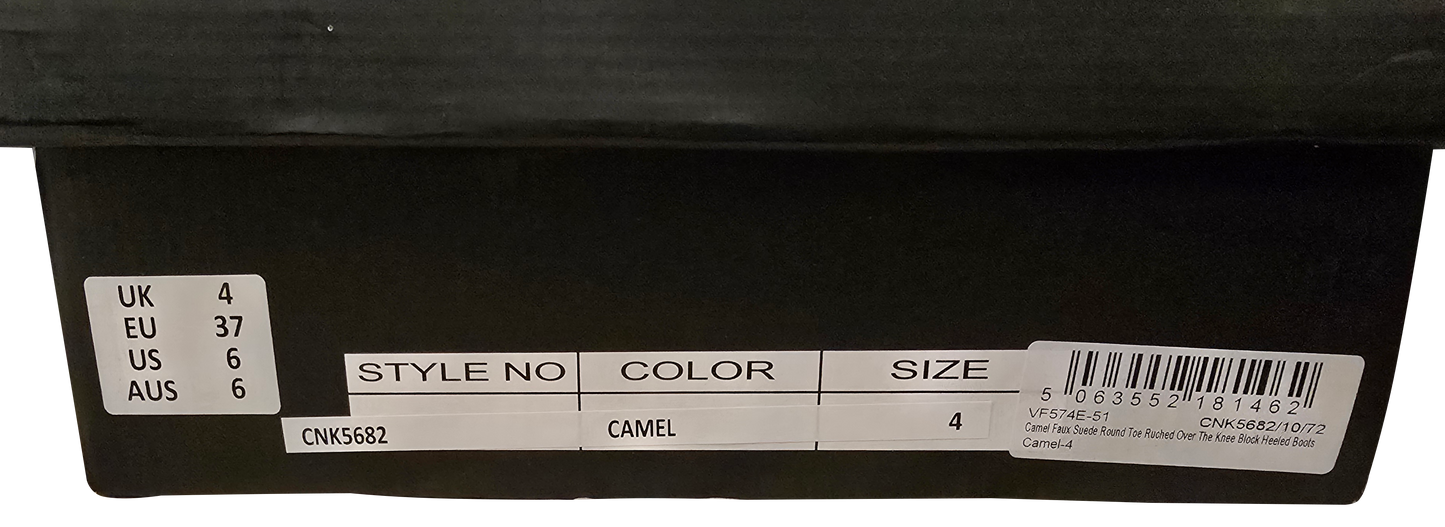 UK 4
EU 37
US 6
AUS 6
STYLE NO COLOR SIZE
CNK5682 CAMEL 4
5 063552 181462
VF574E-51 CNK5682/10/72
Camel Faux Suede Round Toe Ruched Over The Knee Block Heeled Boots
Camel-4